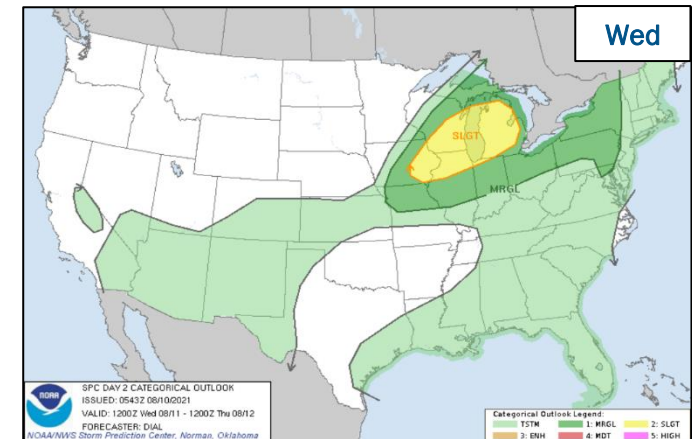 Wed
SLGT
MRGL
NOAA
SPC DAY 2 CATEGORICAL OUTLOOK
ISSUED: 0543Z 08/10/2021
VALID: 1200Z Wed 08/11 - 1200Z Thu 08/12
FORECASTER: DIAL
NOAA/NWS Storm Prediction Center, Norman, Oklahoma
Categorical Outlook Legend:
TSTM 1: MRGL 2: SLGT
3: ENH 4: MDT 5: HIGH